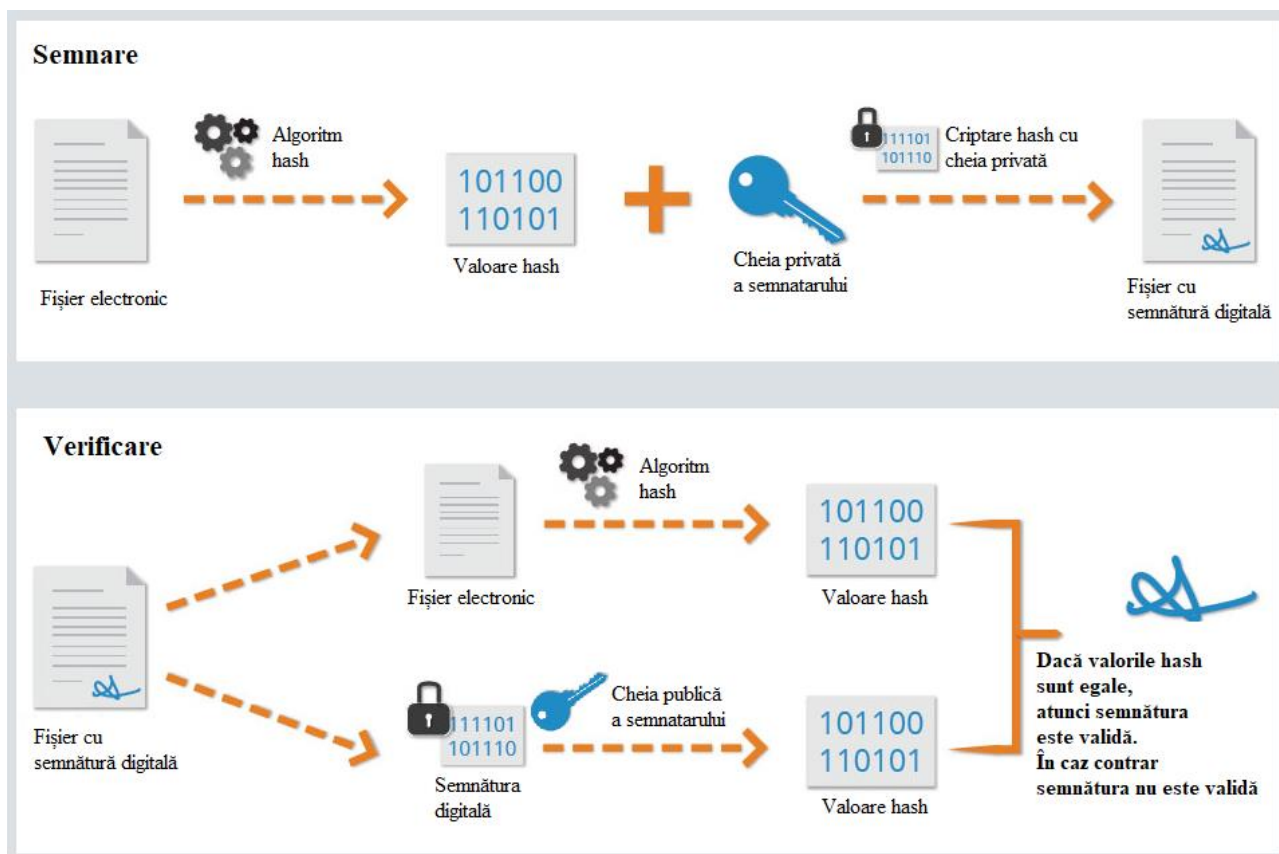 Semnare
Algoritm
hash
101100
110101
111101
101110
Criptare hash cu
cheia privată
Fișier electronic
Valoare hash
Cheia privată
a semnatarului
Fișier cu
semnătură digitală
Verificare
Algoritm
hash
101100
110101
Fișier electronic
Valoare hash
Fișier cu
semnătură digitală
111101
101110
Cheia publică
a semnatarului
101100
110101
Semnătura
digitală
Valoare hash
Dacă valorile hash
sunt egale,
atunci semnătura
este validă.
În caz contrar
semnătura nu este validă